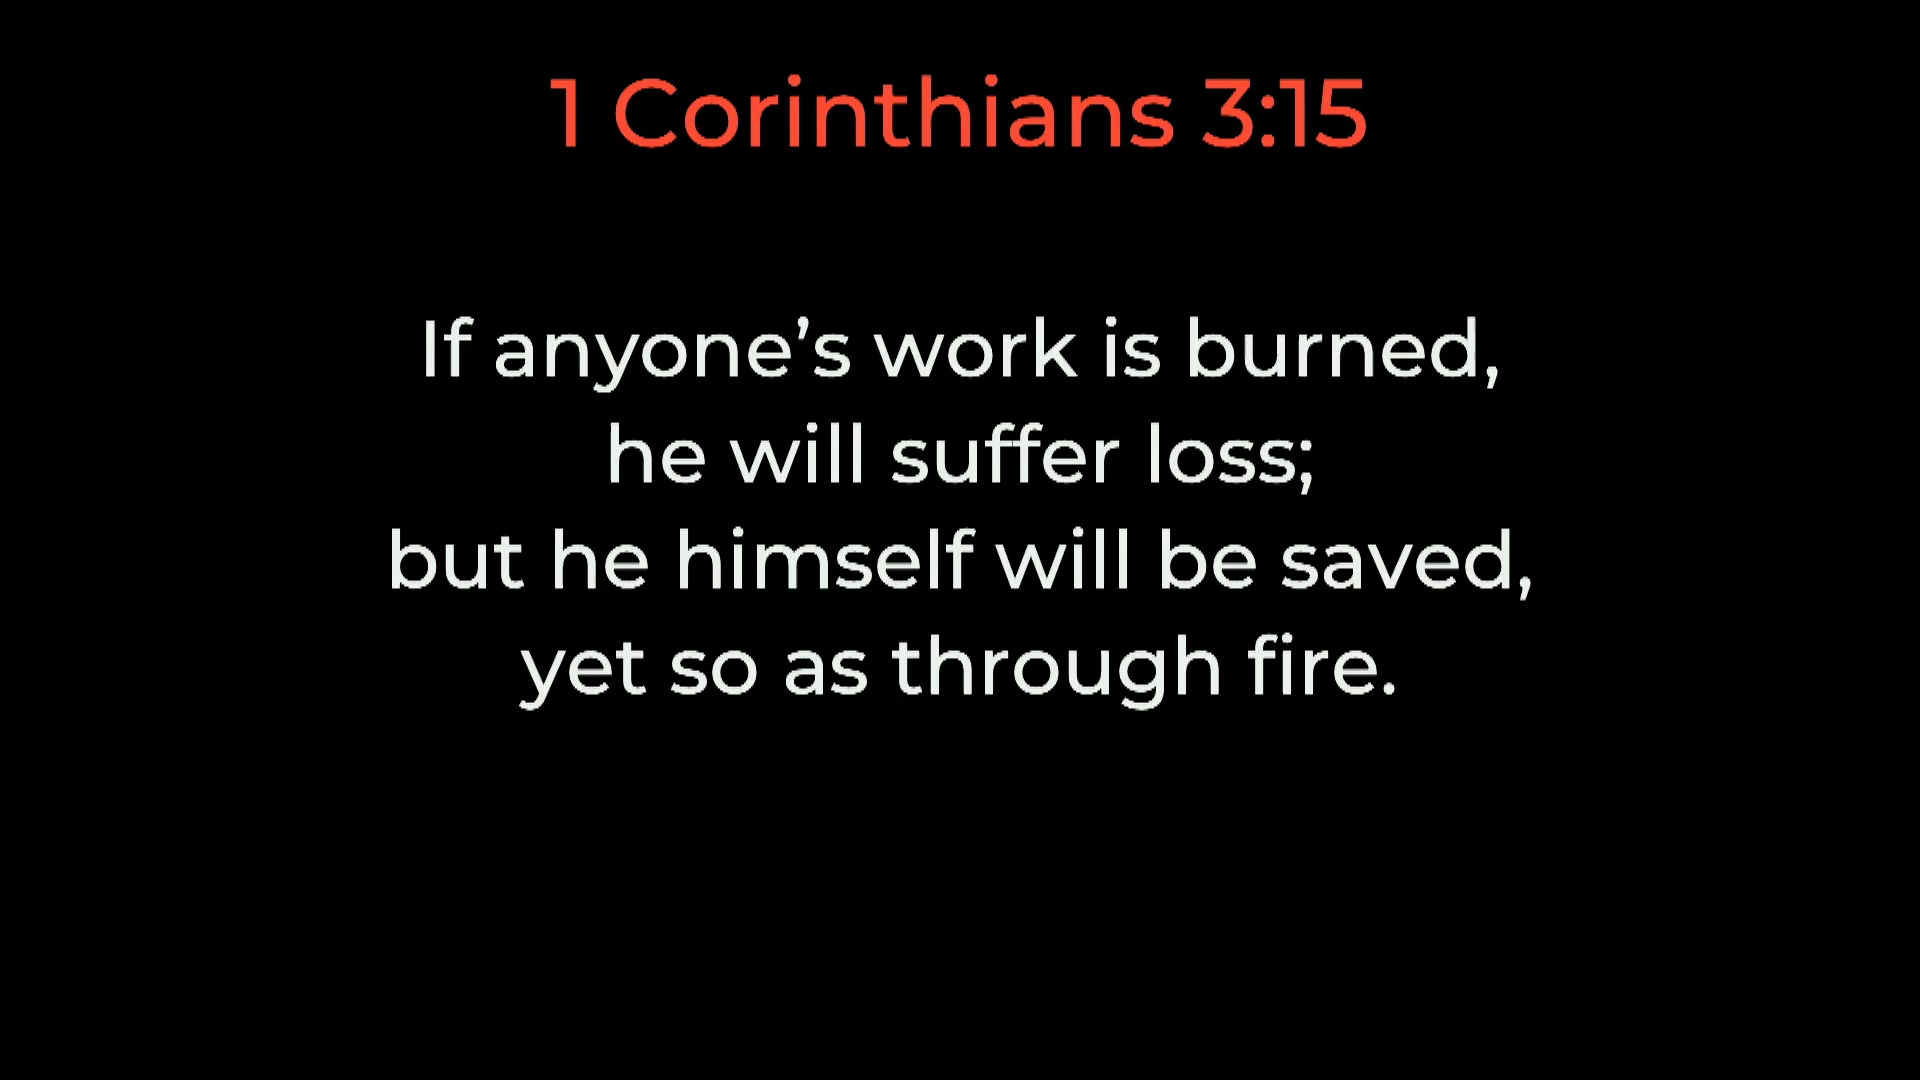 1 Corinthians 3:15
If anyone’s work is burned,
he will suffer loss;
but he himself will be saved,
yet so as through fire.